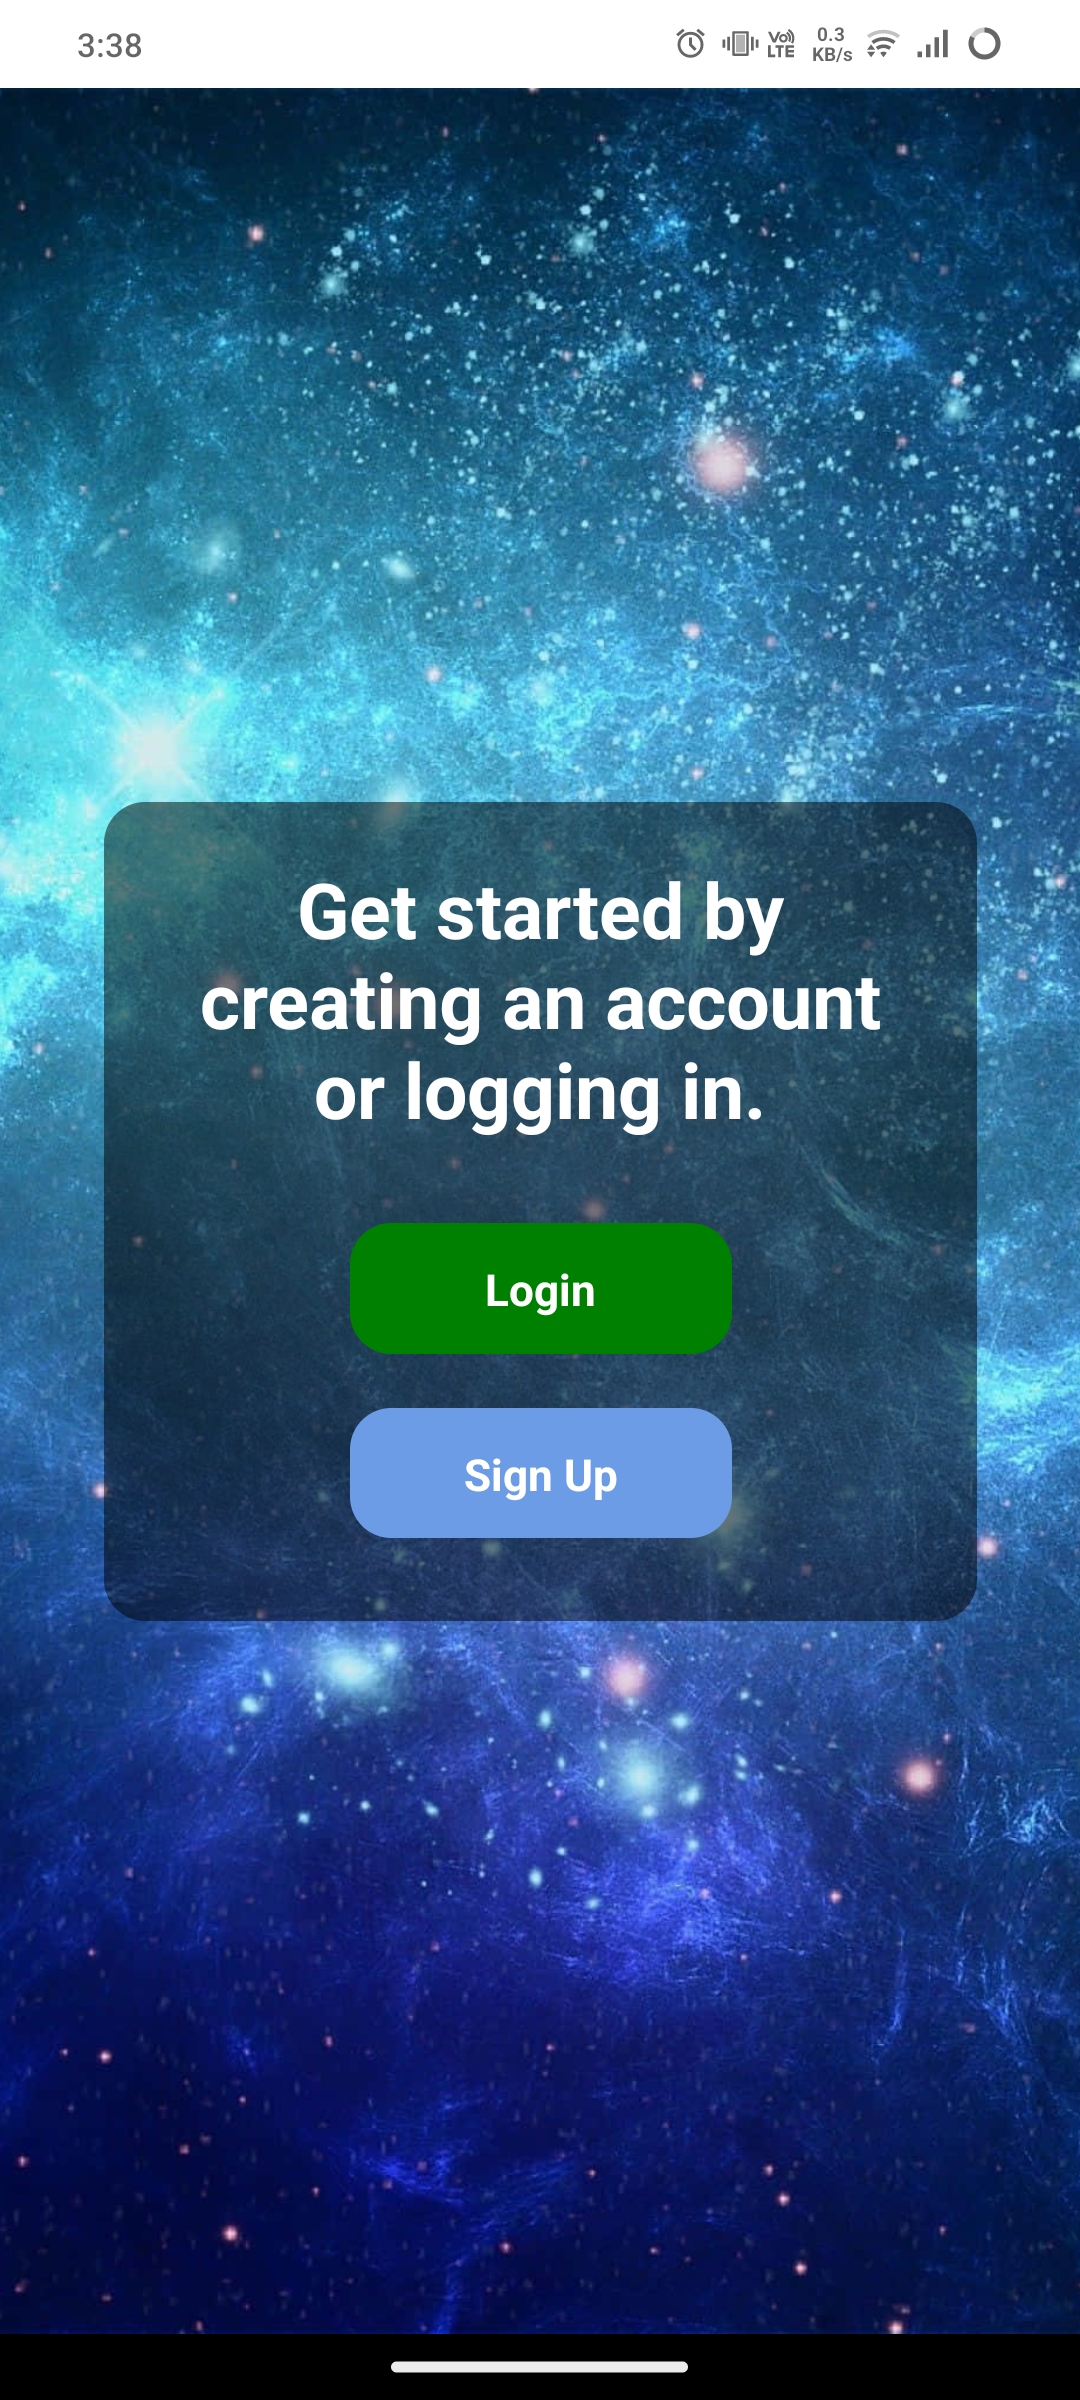 3:38
Vo) LTE
0.3 KB/s
Get started by
creating an account
or logging in.
Login
Sign Up